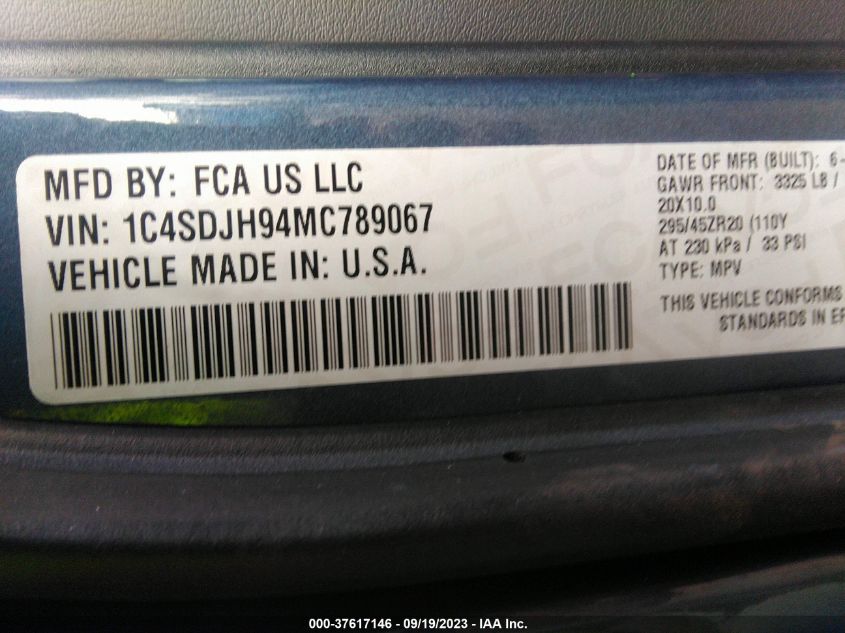 MFD BY: FCA US LLC
VIN: 1C4SDJH94MC789067
VEHICLE MADE IN: U.S.A.
DATE OF MFR (BUILT): 6-
GAWR FRONT: 3325 LB /
20X10.0
295/45ZR20 (110Y
AT 230 kPa / 33 PSI
TYPE: MPV
THIS VEHICLE CONFORMS
STANDARDS IN
000-37617146 - 09/19/2023 - IAA Inc.